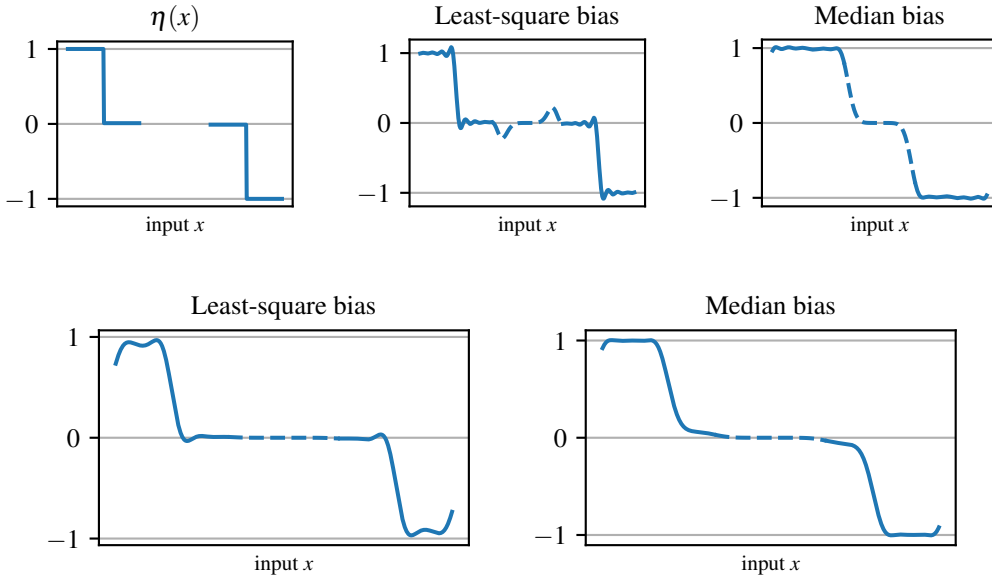 η(x)
Least-square bias
Median bias
1
0
−1
input x
1
0
−1
input x
1
0
−1
input x
Least-square bias
Median bias
1
0
−1
input x
1
0
−1
input x